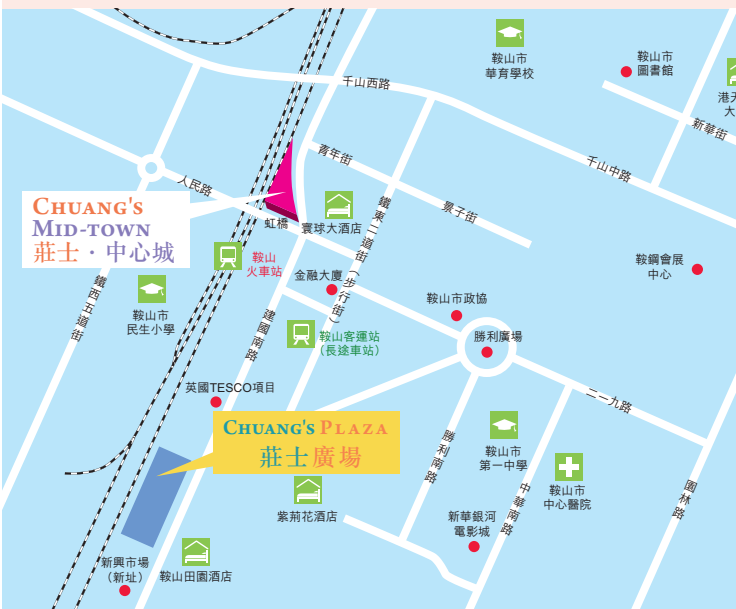 鞍山市
華育學校
鞍山市
圖書館
港天
大
千山西路
新華街
青年街
千山中路
人民路
鐵東二道街(步行街)
景子街
CHUANG'S
MID-TOWN
莊士·中心城
虹橋
寰球大酒店
鞍山
火車站
金融大廈
鞍鋼會展
中心
鐵西五道街
鞍山市
民生小學
建國南路
鞍山市政協
鞍山客運站
(長途車站)
勝利廣場
英國TESCO項目
二一九路
CHUANG'S PLAZA
莊士廣場
勝利南路
鞍山市
第一中學
中華南路
鞍山市
中心醫院
園林路
紫荊花酒店
新華銀河
電影城
新興市場
(新址)
鞍山田園酒店